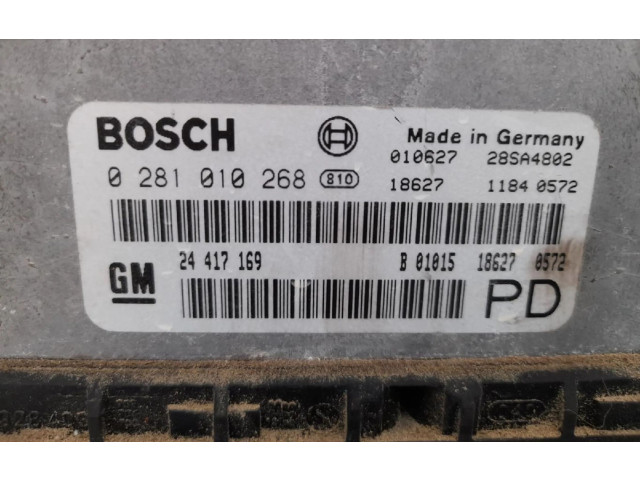 BOSCH Made in Germany
010627 28SA4802
0 281 010 268 810
18627 1184 0572
24 417 169 B 01015 18627 0572
GM PD